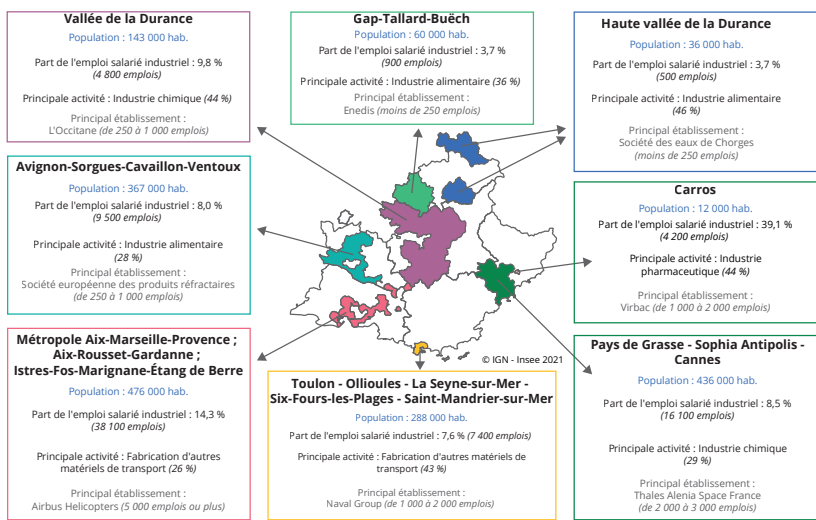 Vallée de la Durance
Population : 143 000 hab.
Part de l'emploi salarié industriel : 9,8 %
(4 800 emplois)
Principale activité : Industrie chimique (44 %)
Principal établissement :
L'Occitane (de 250 à 1 000 emplois)
Gap-Tallard-Buëch
Population : 60 000 hab.
Part de l'emploi salarié industriel : 3,7 %
(900 emplois)
Principale activité : Industrie alimentaire (36 %)
Principal établissement :
Enedis (moins de 250 emplois)
Haute vallée de la Durance
Population : 36 000 hab.
Part de l'emploi salarié industriel : 3,7 %
(500 emplois)
Principale activité : Industrie alimentaire
(46 %)
Principal établissement :
Société des eaux de Chorges
(moins de 250 emplois)
Avignon-Sorgues-Cavaillon-Ventoux
Population : 367 000 hab.
Part de l'emploi salarié industriel : 8,0 %
(9 500 emplois)
Principale activité : Industrie alimentaire
(28 %)
Principal établissement :
Société européenne des produits réfractaires
(de 250 à 1 000 emplois)
Carros
Population : 12 000 hab.
Part de l'emploi salarié industriel : 39,1 %
(4 200 emplois)
Principale activité : Industrie
pharmaceutique (44 %)
Principal établissement :
Virbac (de 1 000 à 2 000 emplois)
Métropole Aix-Marseille-Provence ;
Aix-Rousset-Gardanne ;
Istres-Fos-Marignane-Étang de Berre
Population : 476 000 hab.
Part de l'emploi salarié industriel : 14,3 %
(38 100 emplois)
Principale activité : Fabrication d'autres
matériels de transport (26 %)
Principal établissement :
Airbus Helicopters (5 000 emplois ou plus)
© IGN - Insee 2021
Toulon - Ollioules - La Seyne-sur-Mer -
Six-Fours-les-Plages - Saint-Mandrier-sur-Mer
Population : 288 000 hab.
Part de l'emploi salarié industriel : 7,6 % (7 400 emplois)
Principale activité : Fabrication d'autres matériels de
transport (43 %)
Principal établissement :
Naval Group (de 1 000 à 2 000 emplois)
Pays de Grasse - Sophia Antipolis -
Cannes
Population : 436 000 hab.
Part de l'emploi salarié industriel : 8,5 %
(16 100 emplois)
Principale activité : Industrie chimique
(29 %)
Principal établissement :
Thales Alenia Space France
(de 2 000 à 3 000 emplois)